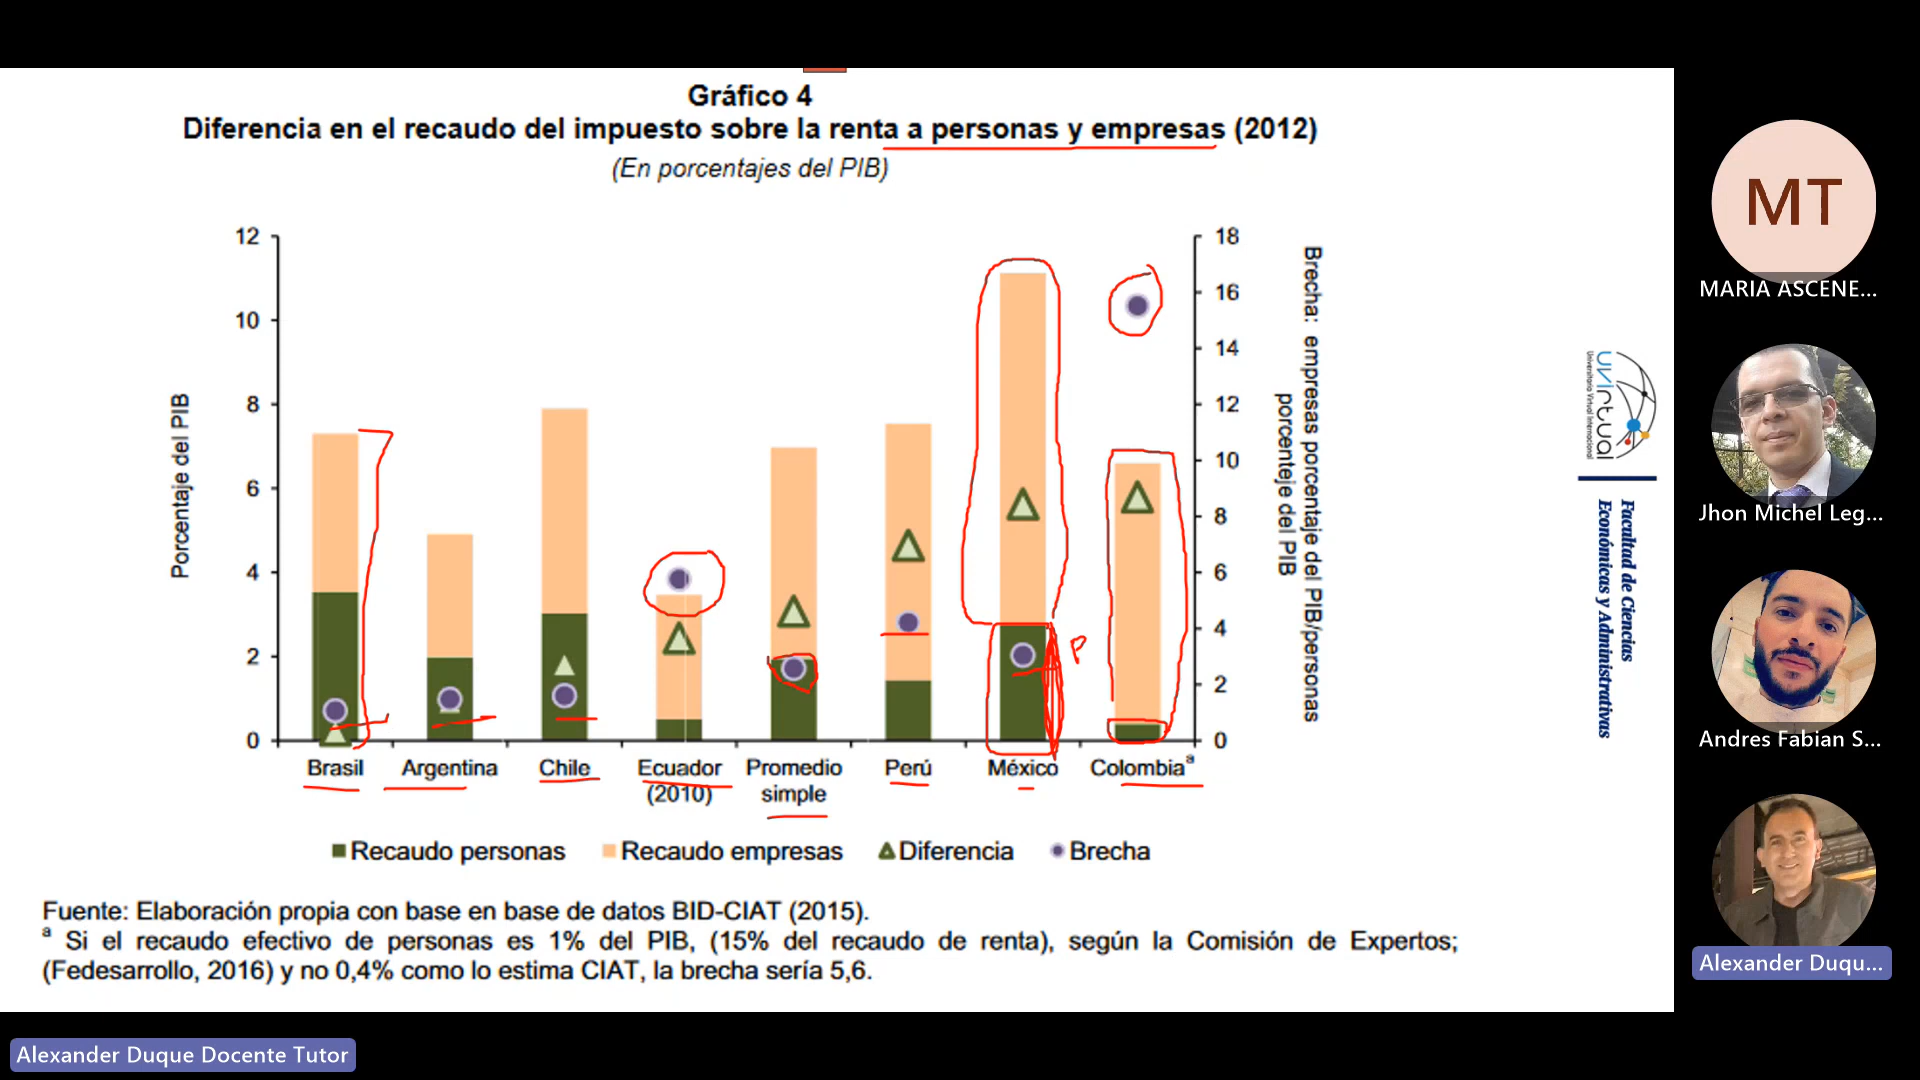 Gráfico 4
Diferencia en el recaudo del impuesto sobre la renta a personas y empresas (2012)
(En porcentajes del PIB)
Porcentaje del PIB
12
10
8
6
4
2
0
18
16
14
12
10
8
6
4
2
0
Brecha: empresas porcentaje del PIB/personas
porcenteje del PIB
P
Brasil
Argentina
Chile
Ecuador
(2010)
Promedio
simple
Perú
México
Colombiaª
Recaudo personas
Recaudo empresas
Diferencia
Brecha
Fuente: Elaboración propia con base en base de datos BID-CIAT (2015).
ª Si el recaudo efectivo de personas es 1% del PIB, (15% del recaudo de renta), según la Comisión de Expertos;
(Fedesarrollo, 2016) y no 0,4% como lo estima CIAT, la brecha sería 5,6.
UVIrtual
Universitaria Virtual Internacional
Facultad de Ciencias
Económicas y Administrativas
MT
MARIA ASCENE...
Jhon Michel Leg...
Andres Fabian S...
Alexander Duqu...
Alexander Duque Docente Tutor